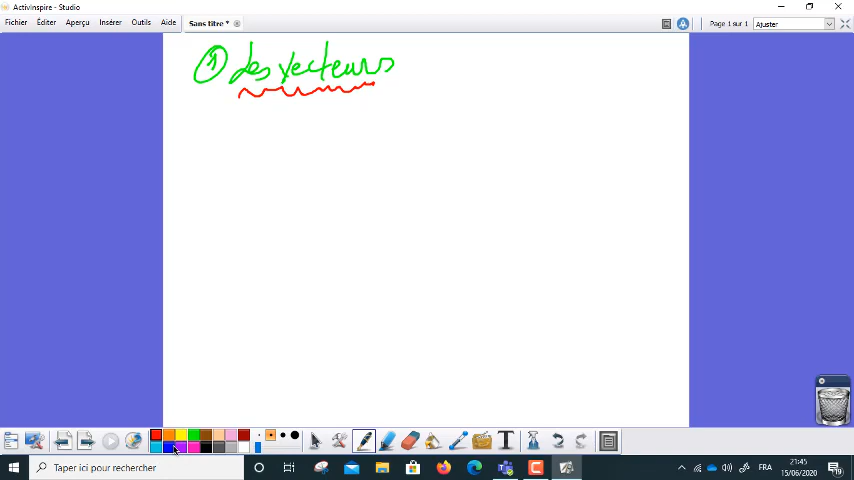 ActivInspire - Studio
Fichier Éditer Aperçu Insérer Outils Aide Sans titre * Page 1 sur 1 Ajuster
① Les vecteurs
Taper ici pour rechercher
FRA
21:45
15/06/2020
19